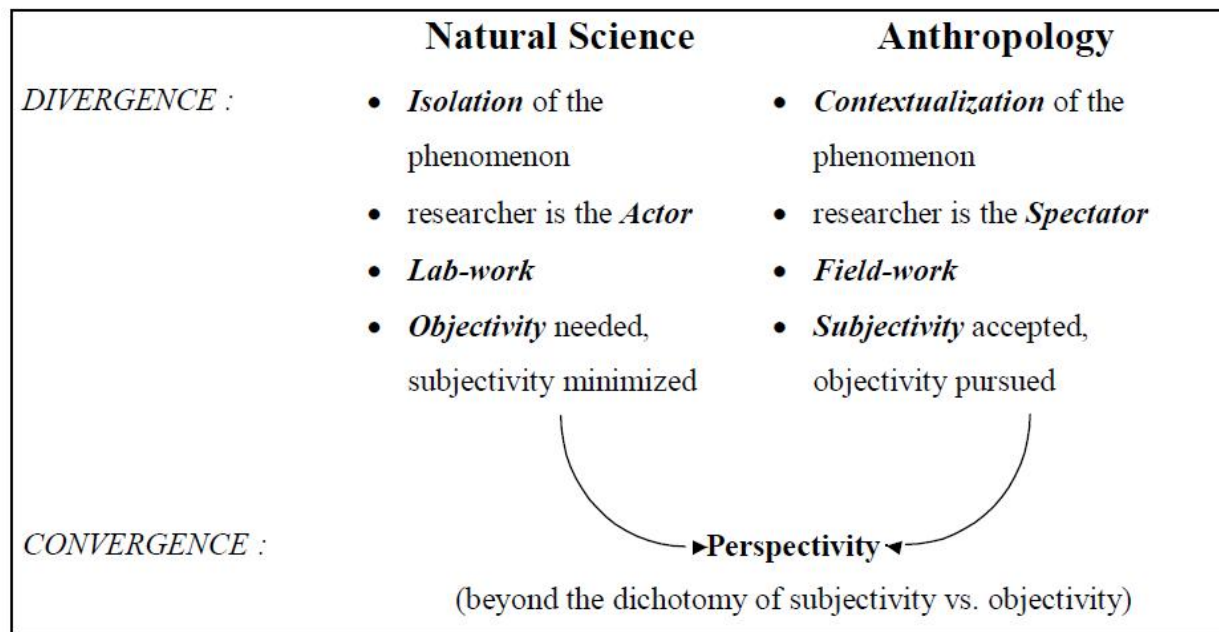 Natural Science Anthropology
DIVERGENCE :
• Isolation of the
phenomenon
• researcher is the Actor
• Lab-work
• Objectivity needed,
subjectivity minimized
• Contextualization of the
phenomenon
• researcher is the Spectator
• Field-work
• Subjectivity accepted,
objectivity pursued
CONVERGENCE :
Perspectivity
(beyond the dichotomy of subjectivity vs. objectivity)